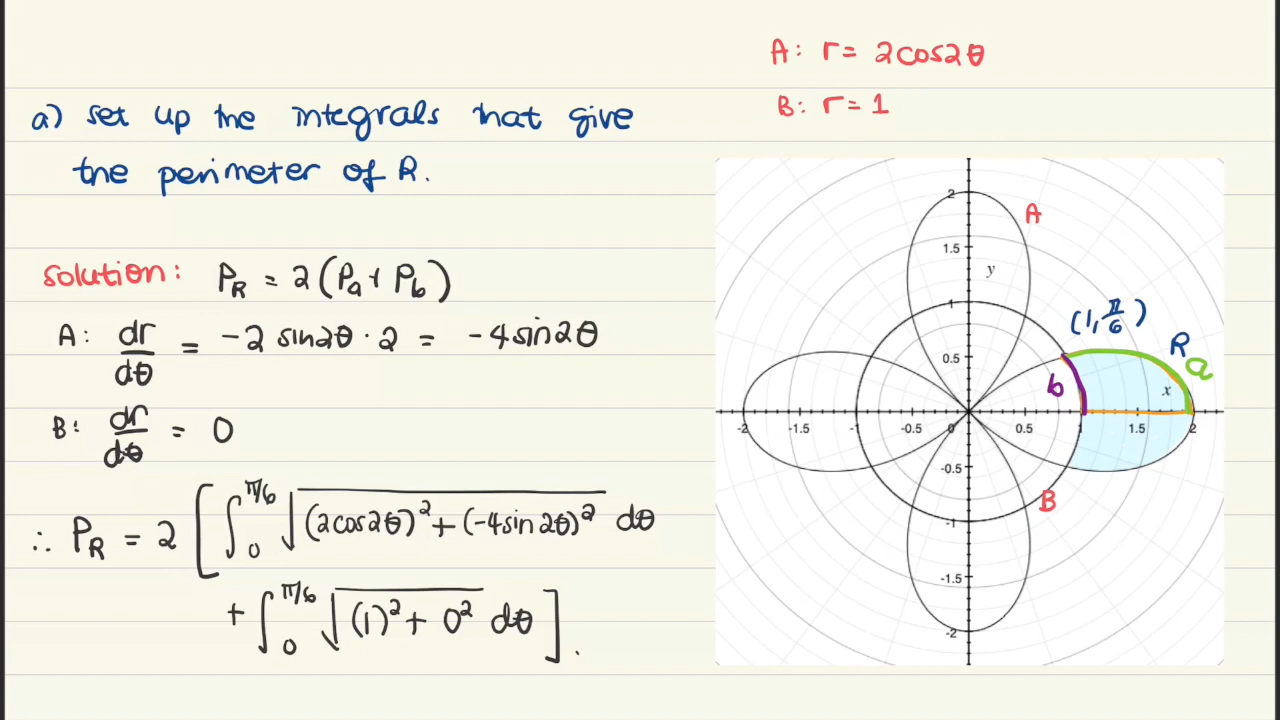 A: r = 2cos2θ
B: r = 1
a) set up the integrals that give
the perimeter of R.
solution: P_R = 2(P_a + P_b)
A: dr/dθ = -2 sin2θ · 2 = -4sin2θ
B: dr/dθ = 0
∴ P_R = 2 [ ∫_0^{π/6} √((2cos2θ)^2 + (-4sin2θ)^2) dθ
+ ∫_0^{π/6} √((1)^2 + 0^2) dθ ].
2
A
1.5
y
1
(1, π/6)
R
0.5
b
a
x
-2 -1.5 -1 -0.5 0 0.5 1 1.5 2
-0.5
B
-1
-1.5
-2